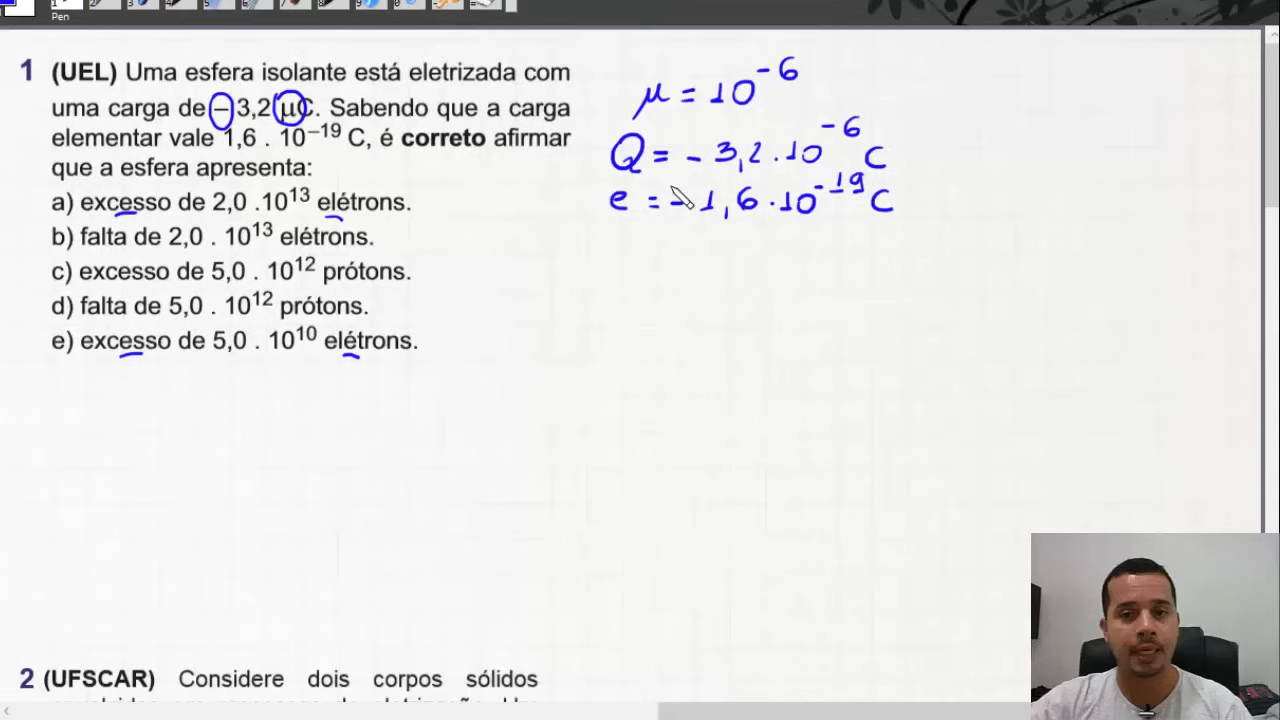 Pen
1 (UEL) Uma esfera isolante está eletrizada com
uma carga de – 3,2 µC. Sabendo que a carga
elementar vale 1,6 . 10⁻¹⁹ C, é correto afirmar
que a esfera apresenta:
a) excesso de 2,0 .10¹³ elétrons.
b) falta de 2,0 . 10¹³ elétrons.
c) excesso de 5,0 . 10¹² prótons.
d) falta de 5,0 . 10¹² prótons.
e) excesso de 5,0 . 10¹⁰ elétrons.
µ = 10⁻⁶
Q = - 3,2 . 10⁻⁶ C
e = - 1,6 . 10⁻¹⁹ C
2 (UFSCAR) Considere dois corpos sólidos